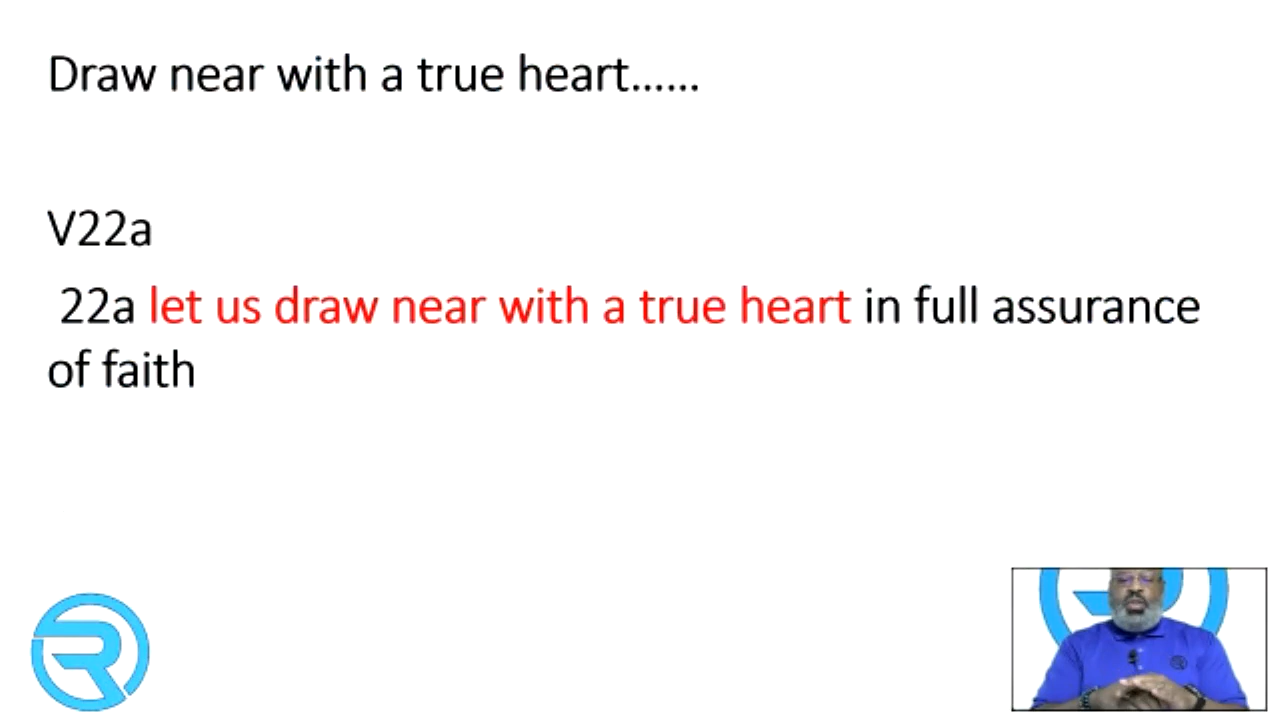 Draw near with a true heart......
V22a
22a let us draw near with a true heart in full assurance
of faith